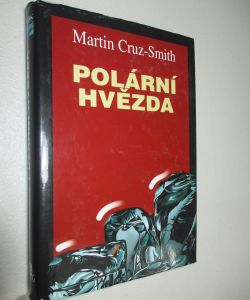 Martin Cruz-Smith
POLÁRNÍ
HVĚZDA